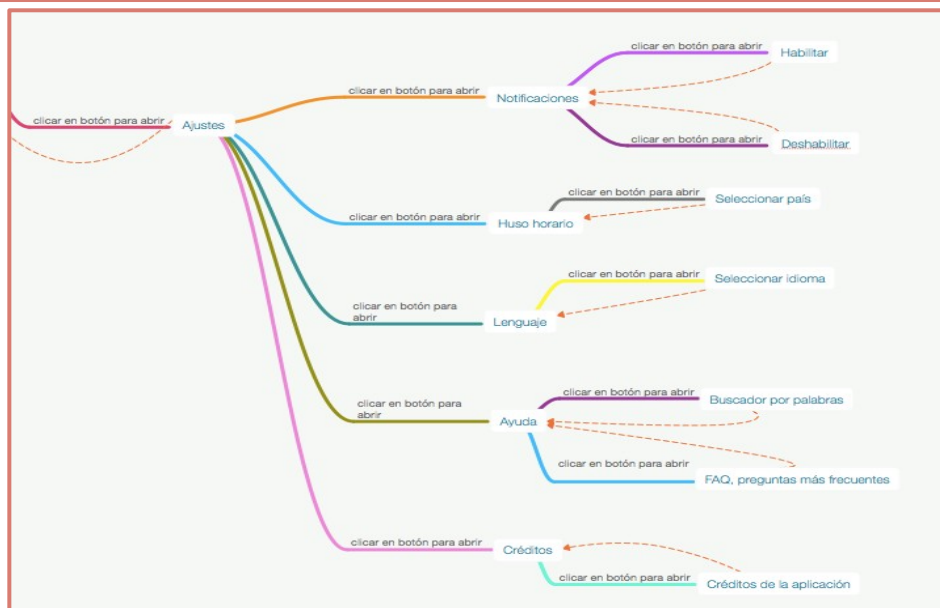 clicar en botón para abrir
Habilitar
clicar en botón para abrir
Notificaciones
clicar en botón para abrir
Ajustes
clicar en botón para abrir
Deshabilitar
clicar en botón para abrir
Seleccionar país
clicar en botón para abrir
Huso horario
clicar en botón para abrir
Seleccionar idioma
clicar en botón para
abrir
Lenguaje
clicar en botón para abrir
Buscador por palabras
clicar en botón para
abrir
Ayuda
clicar en botón para abrir
FAQ, preguntas más frecuentes
clicar en botón para abrir
Créditos
clicar en botón para abrir
Créditos de la aplicación